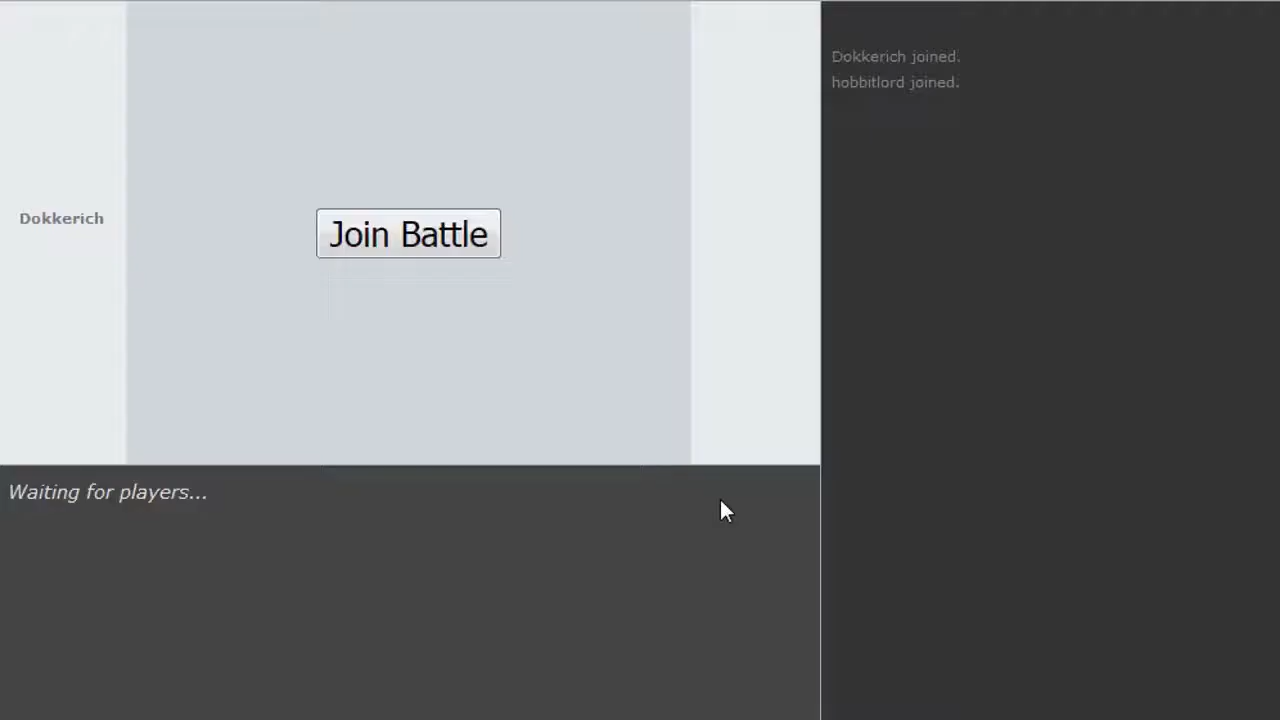 Dokkerich joined.
hobbitlord joined.
Dokkerich
Join Battle
Waiting for players...